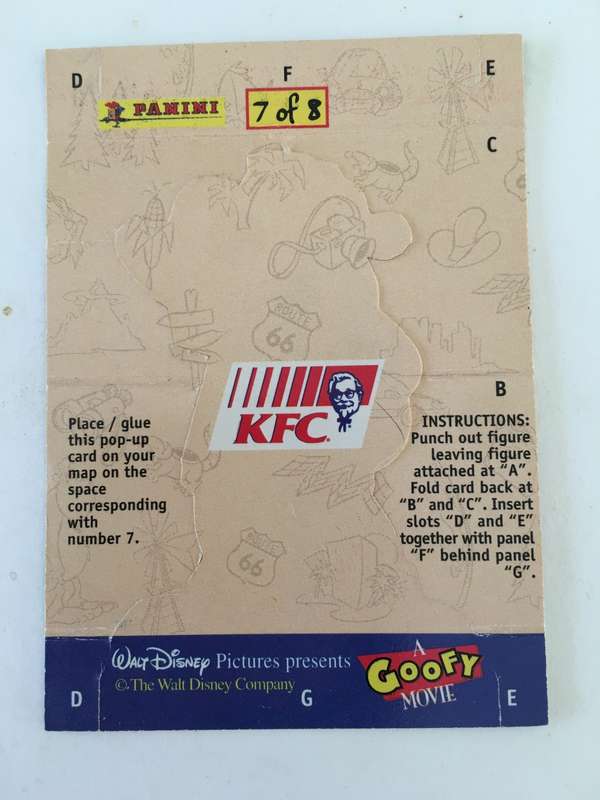 D
F
E
PANINI
7 of 8
C
ROUTE
66
KFC®
B
Place / glue
this pop-up
card on your
map on the
space
corresponding
with
number 7.
INSTRUCTIONS:
Punch out figure
leaving figure
attached at "A".
Fold card back at
"B" and "C". Insert
slots "D" and "E"
together with panel
"F" behind panel
"G".
66
WALT DISNEY Pictures presents
© The Walt Disney Company
A
GOOFY
MOVIE
D
G
E